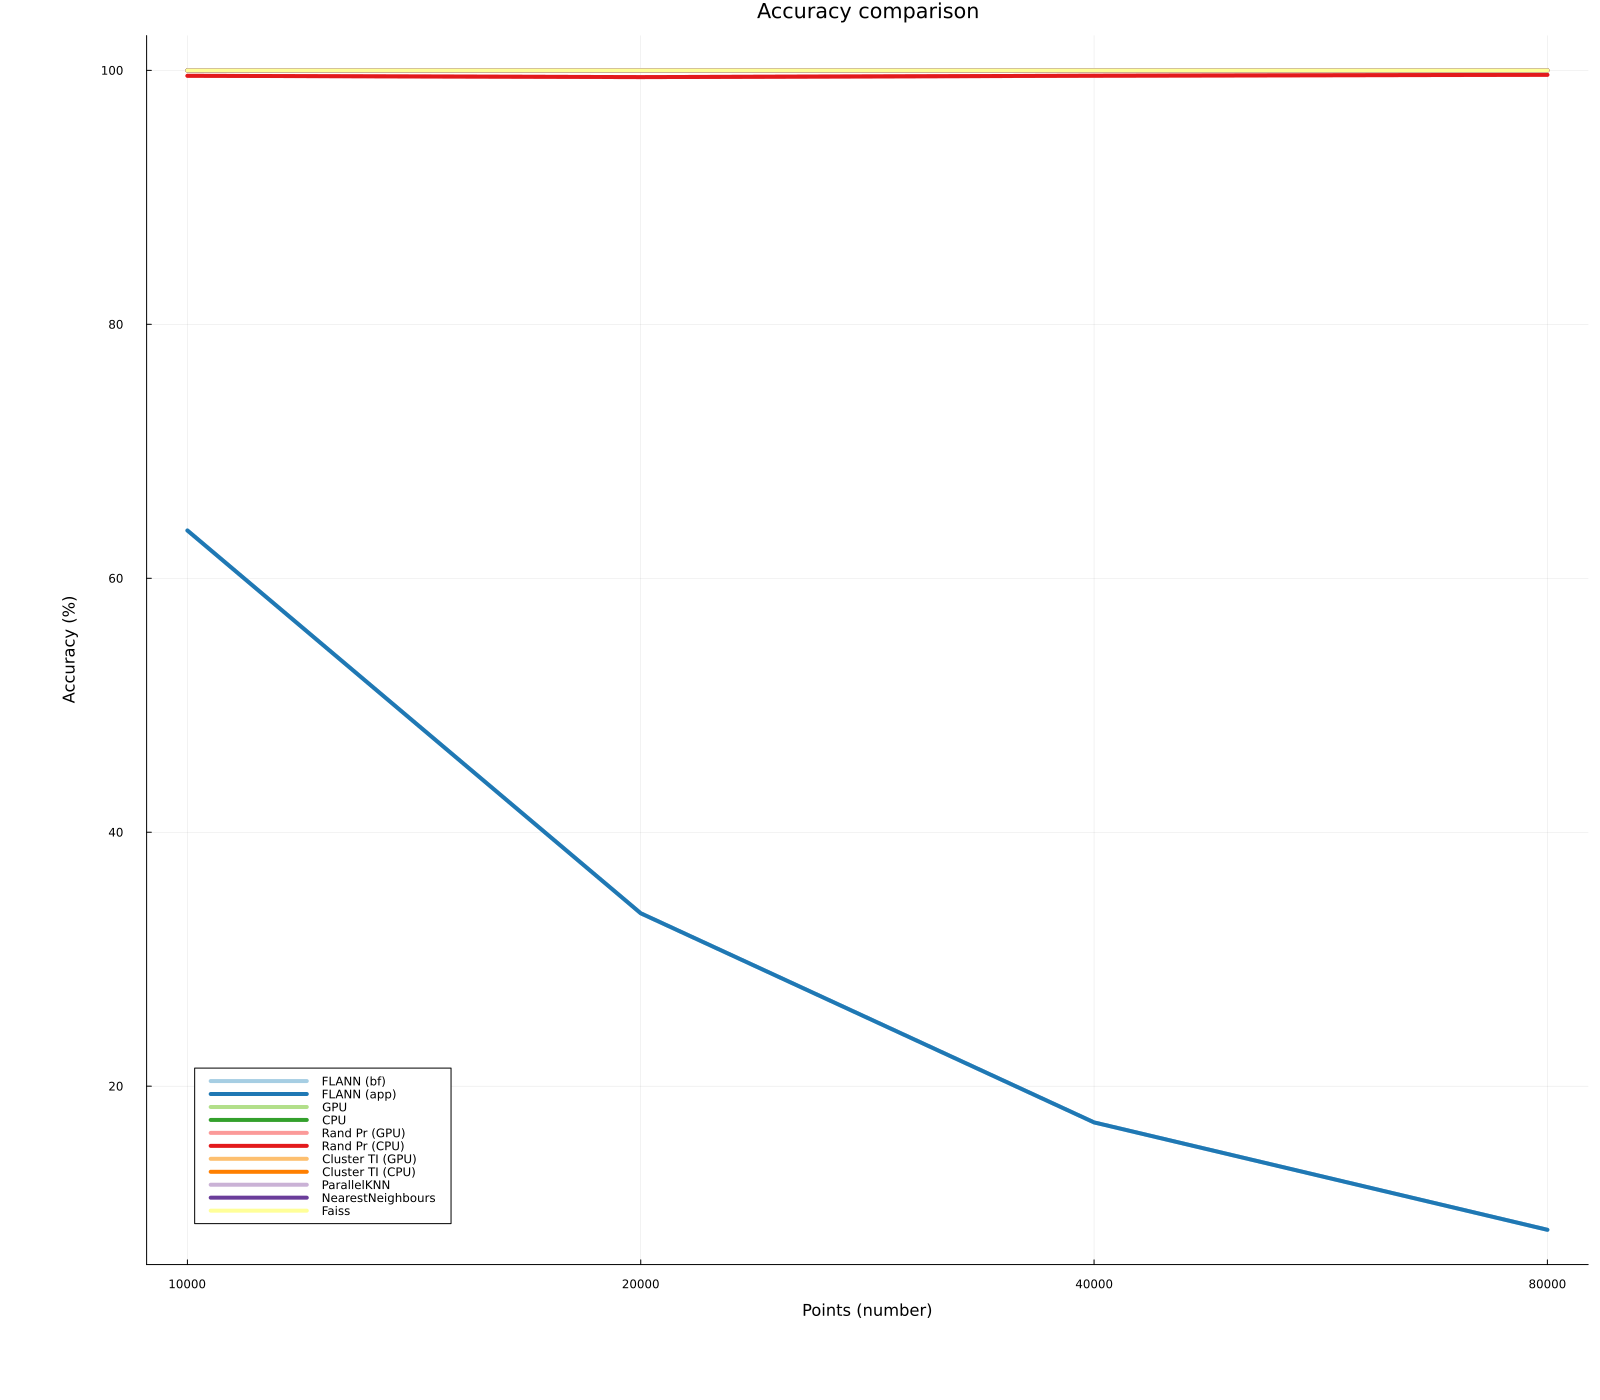 Accuracy comparison
100
80
60
40
20
Accuracy (%)
FLANN (bf)
FLANN (app)
GPU
CPU
Rand Pr (GPU)
Rand Pr (CPU)
Cluster TI (GPU)
Cluster TI (CPU)
ParallelKNN
NearestNeighbours
Faiss
10000 20000 40000 80000
Points (number)